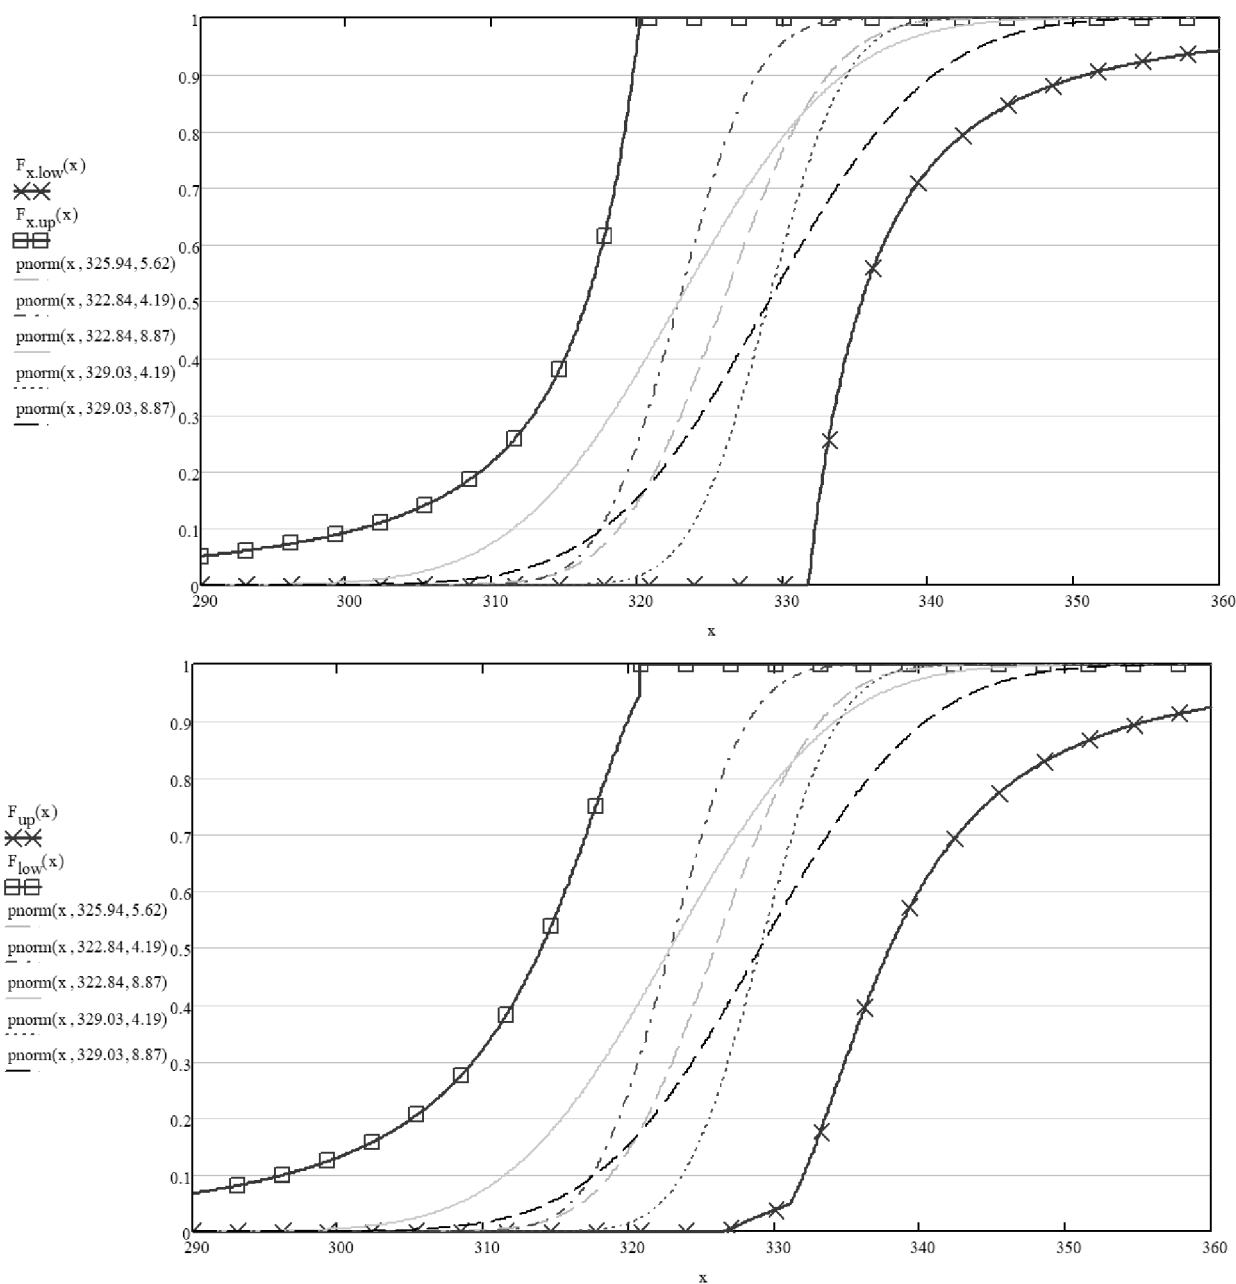 1
0.9
0.8
0.7
0.6
0.5
0.4
0.3
0.2
0.1
0
F x.low (x)
F x.up (x)
pnorm(x , 325.94, 5.62)
pnorm(x , 322.84, 4.19)
pnorm(x , 322.84, 8.87)
pnorm(x , 329.03, 4.19)
pnorm(x , 329.03, 8.87)
290 300 310 320 330 340 350 360
x
1
0.9
0.8
0.7
0.6
0.5
0.4
0.3
0.2
0.1
0
F up (x)
F low (x)
pnorm(x , 325.94, 5.62)
pnorm(x , 322.84, 4.19)
pnorm(x , 322.84, 8.87)
pnorm(x , 329.03, 4.19)
pnorm(x , 329.03, 8.87)
290 300 310 320 330 340 350 360
x